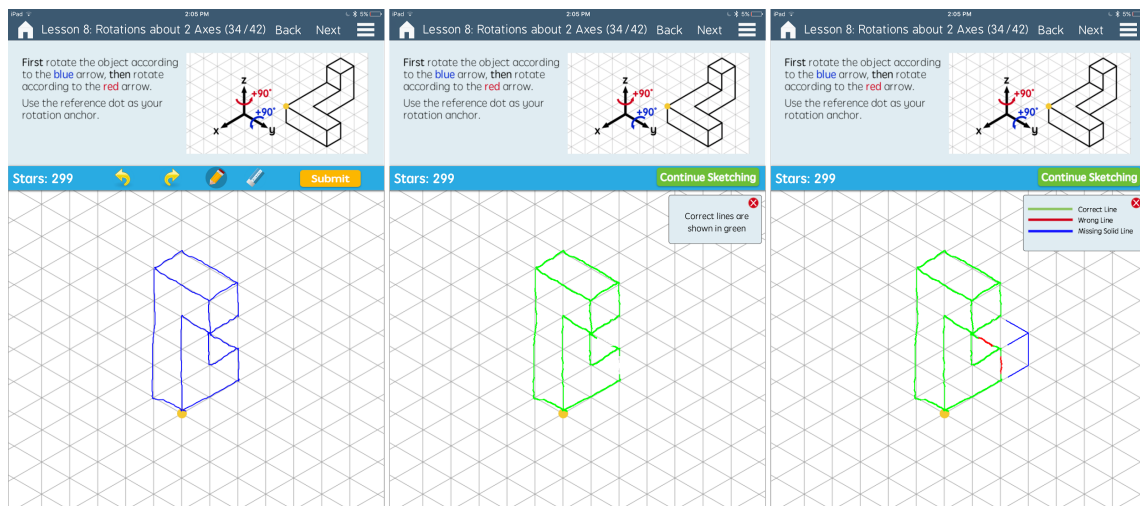 iPad
2:05 PM
5%
Lesson 8: Rotations about 2 Axes (34/42)
Back
Next
First rotate the object according
to the blue arrow, then rotate
according to the red arrow.
Use the reference dot as your
rotation anchor.
z
+90°
+90°
x
y
Stars: 299
Submit
iPad
2:05 PM
5%
Lesson 8: Rotations about 2 Axes (34/42)
Back
Next
First rotate the object according
to the blue arrow, then rotate
according to the red arrow.
Use the reference dot as your
rotation anchor.
z
+90°
+90°
x
y
Stars: 299
Continue Sketching
Correct lines are
shown in green
iPad
2:05 PM
5%
Lesson 8: Rotations about 2 Axes (34/42)
Back
Next
First rotate the object according
to the blue arrow, then rotate
according to the red arrow.
Use the reference dot as your
rotation anchor.
z
+90°
+90°
x
y
Stars: 299
Continue Sketching
Correct Line
Wrong Line
Missing Solid Line